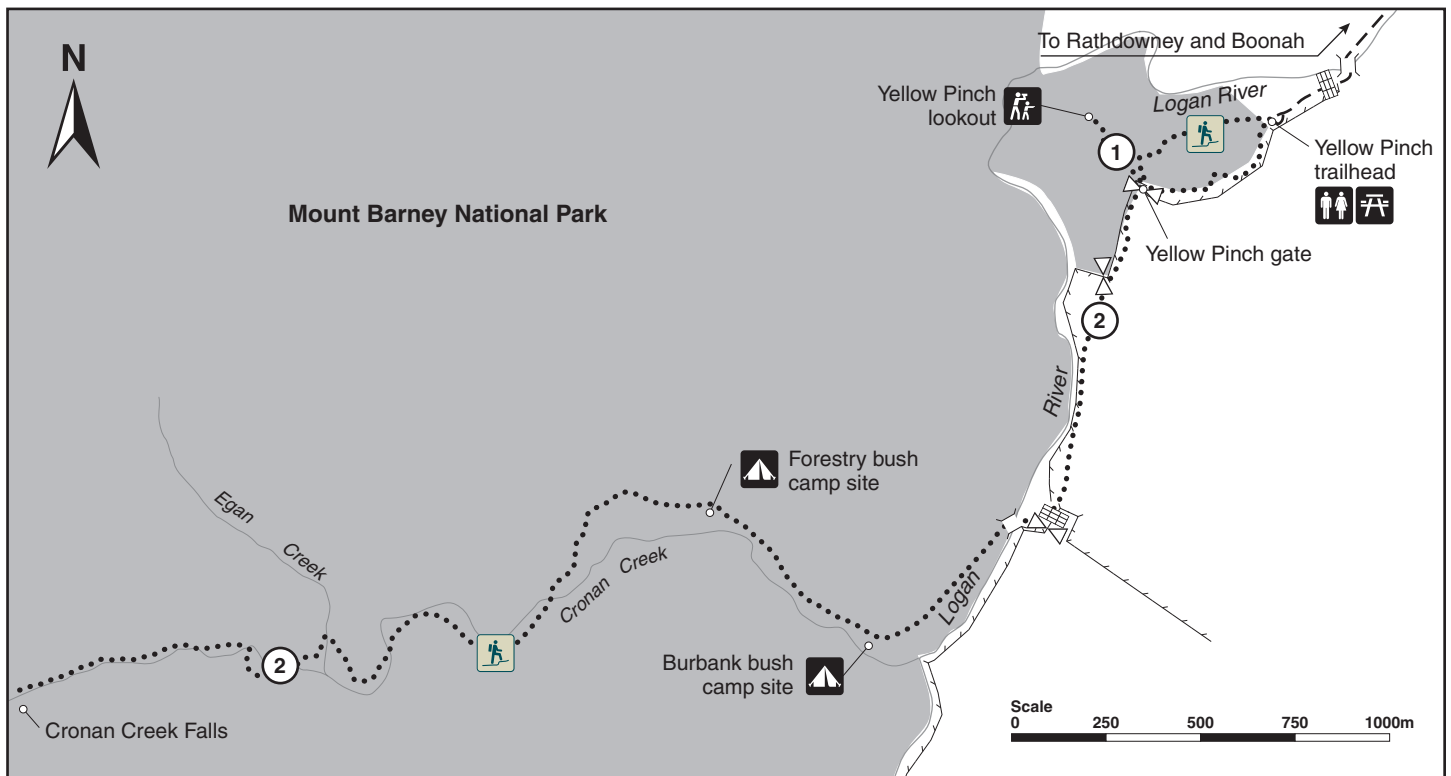 N
To Rathdowney and Boonah
Yellow Pinch
lookout
Logan River
1
Yellow Pinch
trailhead
Mount Barney National Park
Yellow Pinch gate
2
River
Forestry bush
camp site
Egan
Creek
Cronan Creek
Logan
2
Burbank bush
camp site
Cronan Creek Falls
Scale
0 250 500 750 1000m